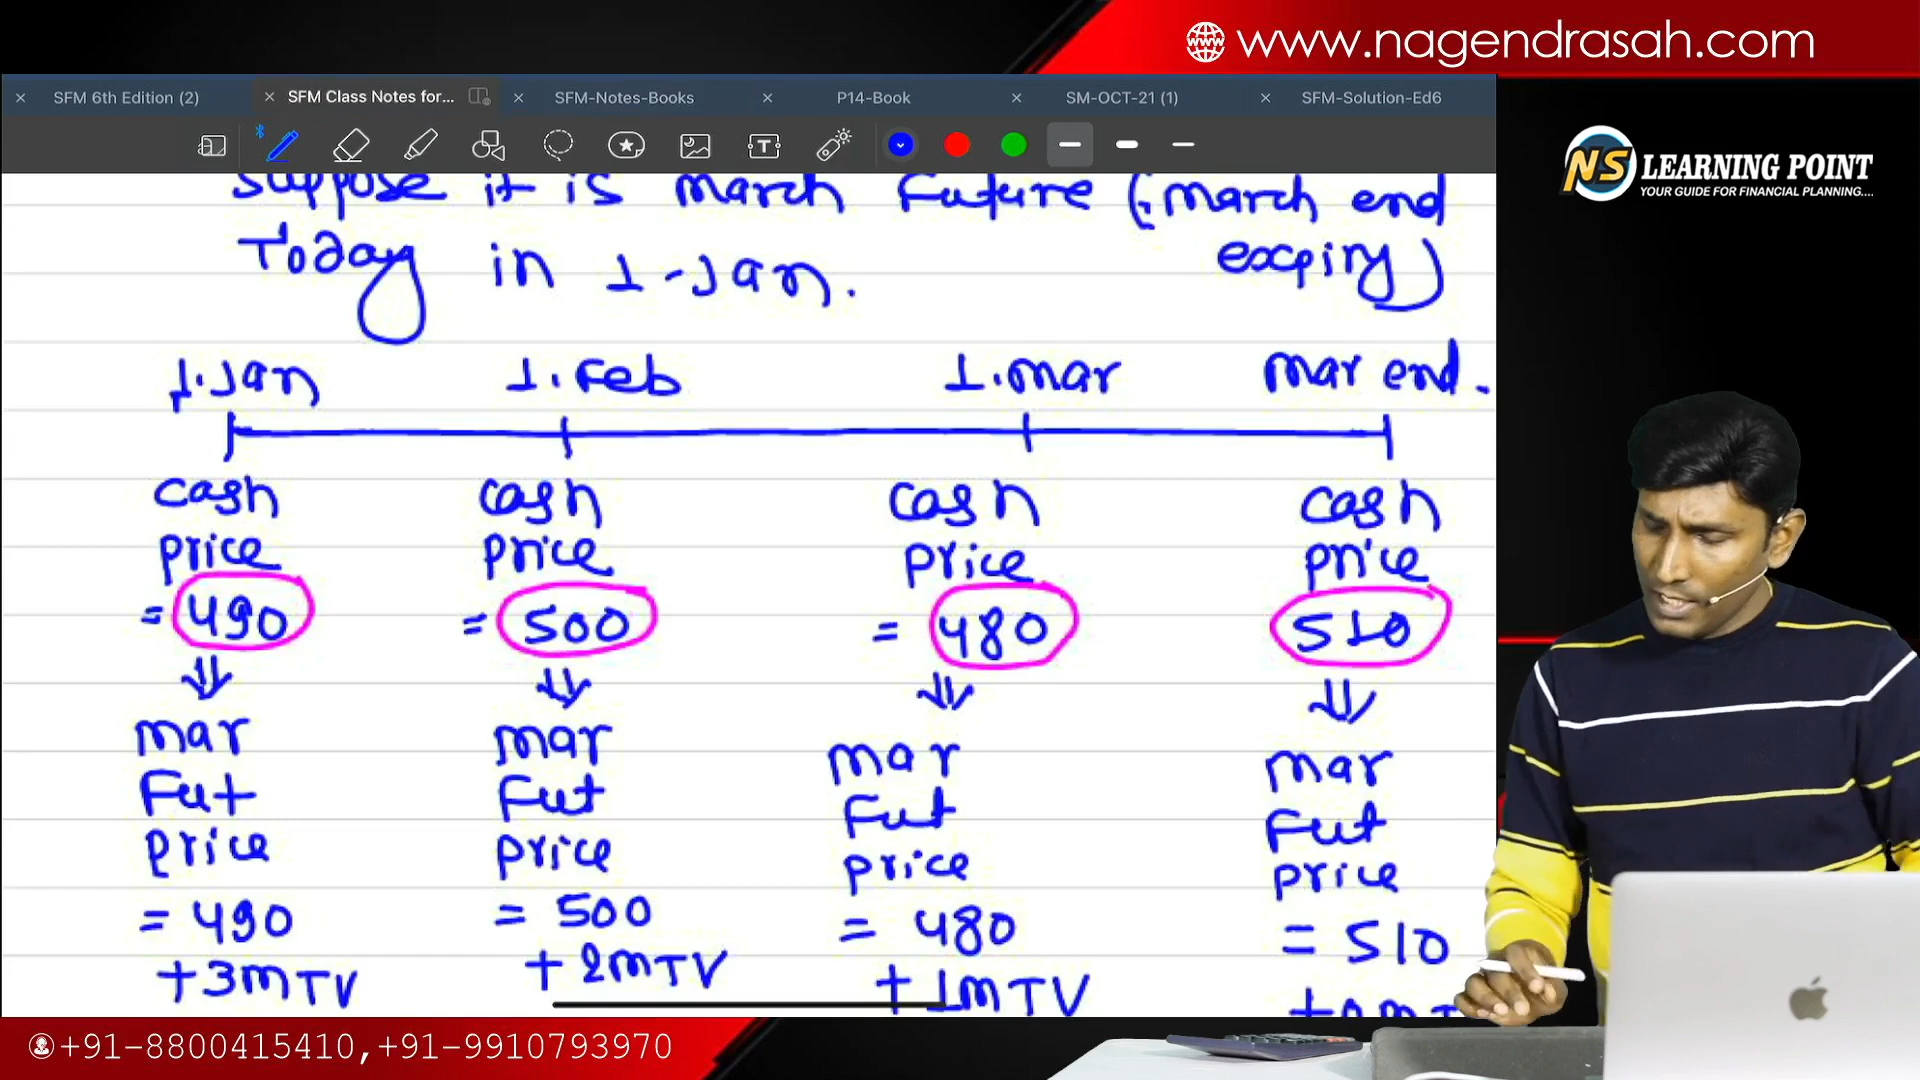 www.nagendrasah.com
SFM 6th Edition (2)
SFM Class Notes for...
SFM-Notes-Books
P14-Book
SM-OCT-21 (1)
SFM-Solution-Ed6
T
NS LEARNING POINT
YOUR GUIDE FOR FINANCIAL PLANNING....
Suppose it is march Future (∵ march end
Today in 1-Jan. expiry)
1.Jan 1.Feb 1.mar mar end.
cash cash cash cash
price price price price
= 490 = 500 = 480 510
mar mar mar mar
Fut Fut Fut Fut
price price price price
= 490 = 500 = 480 = 510
+3mTV +2mTV +1mTV
+91-8800415410,+91-9910793970